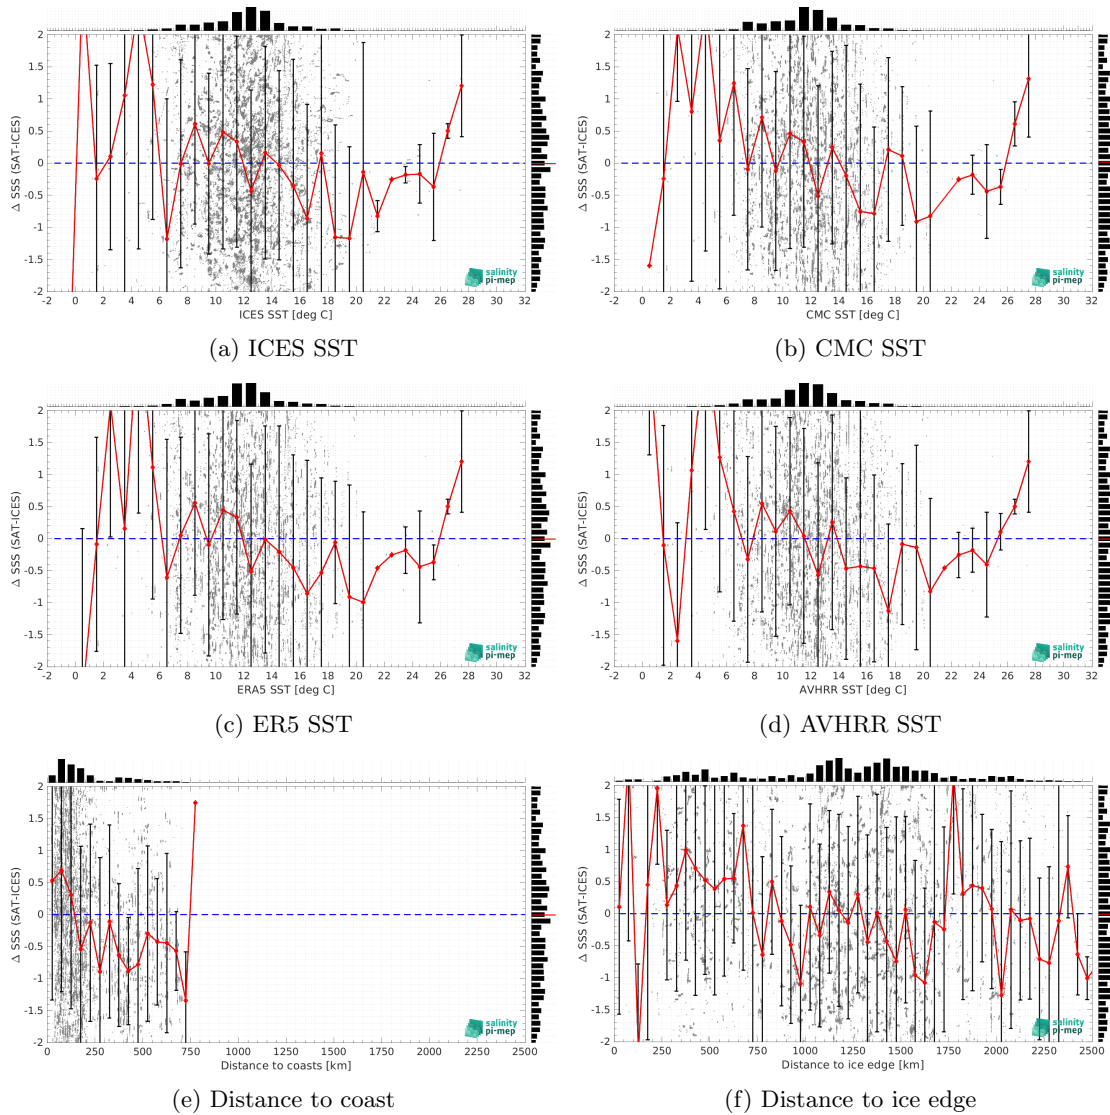 2
1.5
1
0.5
0
-0.5
-1
-1.5
-2
Δ SSS (SAT-ICES)
salinity
pi-mep
-2 0 2 4 6 8 10 12 14 16 18 20 22 24 26 28 30 32
ICES SST [deg C]
(a) ICES SST
2
1.5
1
0.5
0
-0.5
-1
-1.5
-2
Δ SSS (SAT-ICES)
salinity
pi-mep
-2 0 2 4 6 8 10 12 14 16 18 20 22 24 26 28 30 32
CMC SST [deg C]
(b) CMC SST
2
1.5
1
0.5
0
-0.5
-1
-1.5
-2
Δ SSS (SAT-ICES)
salinity
pi-mep
-2 0 2 4 6 8 10 12 14 16 18 20 22 24 26 28 30 32
ERA5 SST [deg C]
(c) ER5 SST
2
1.5
1
0.5
0
-0.5
-1
-1.5
-2
Δ SSS (SAT-ICES)
salinity
pi-mep
-2 0 2 4 6 8 10 12 14 16 18 20 22 24 26 28 30 32
AVHRR SST [deg C]
(d) AVHRR SST
2
1.5
1
0.5
0
-0.5
-1
-1.5
-2
Δ SSS (SAT-ICES)
salinity
pi-mep
0 250 500 750 1000 1250 1500 1750 2000 2250 2500
Distance to coasts [km]
(e) Distance to coast
2
1.5
1
0.5
0
-0.5
-1
-1.5
-2
Δ SSS (SAT-ICES)
salinity
pi-mep
0 250 500 750 1000 1250 1500 1750 2000 2250 2500
Distance to ice edge [km]
(f) Distance to ice edge